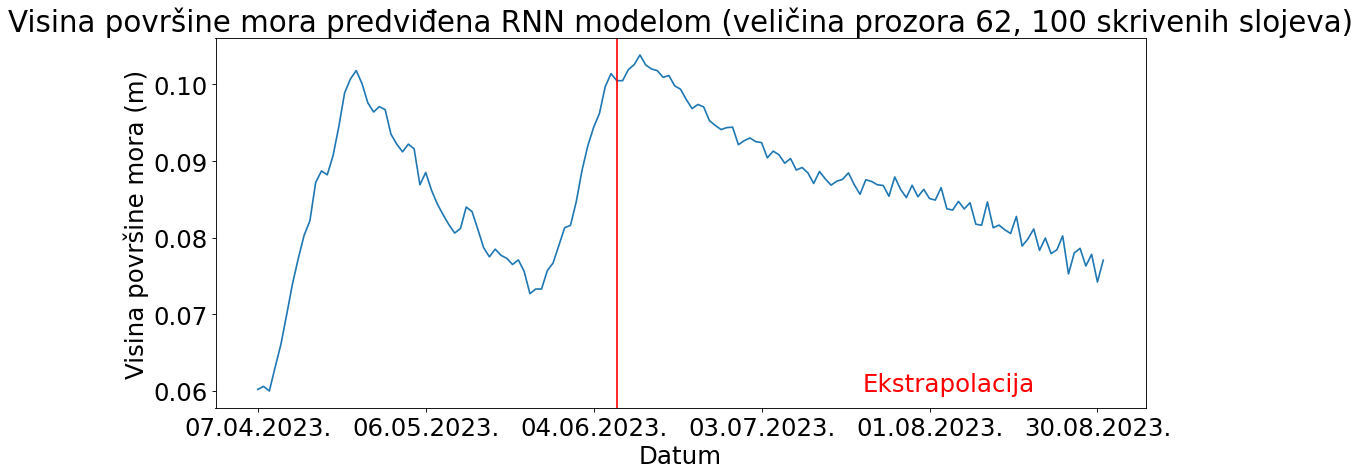 Visina površine mora predviđena RNN modelom (veličina prozora 62, 100 skrivenih slojeva)
Visina površine mora (m)
0.10
0.09
0.08
0.07
0.06
Ekstrapolacija
07.04.2023. 06.05.2023. 04.06.2023. 03.07.2023. 01.08.2023. 30.08.2023.
Datum